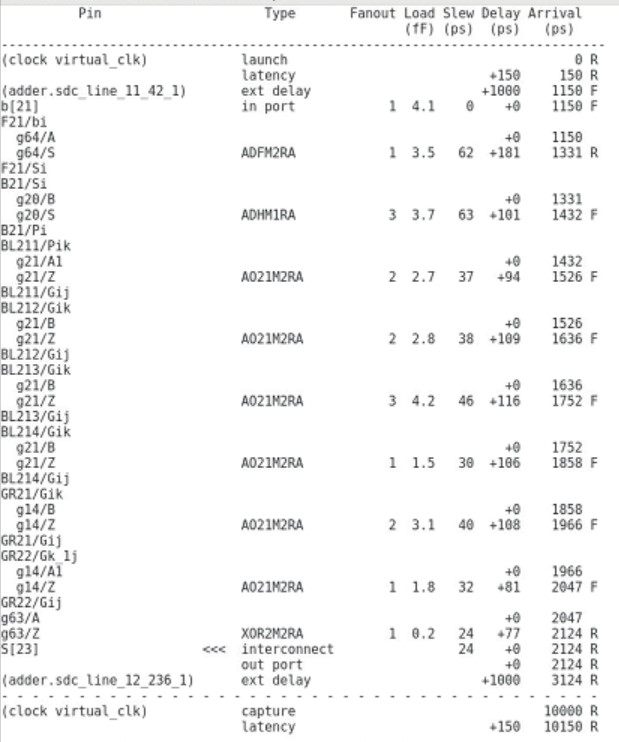 Pin Type Fanout Load Slew Delay Arrival
(fF) (ps) (ps) (ps)
(clock virtual_clk) launch 0 R
latency +150 150 R
(adder.sdc_line_11_42_1) ext delay +1000 1150 F
b[21] in port 1 4.1 0 +0 1150 F
F21/bi
g64/A +0 1150
g64/S ADFM2RA 1 3.5 62 +181 1331 R
F21/Si
B21/Si
g20/B +0 1331
g20/S ADHM1RA 3 3.7 63 +101 1432 F
B21/Pi
BL211/Pik
g21/A1 +0 1432
g21/Z AO21M2RA 2 2.7 37 +94 1526 F
BL211/Gij
BL212/Gik
g21/B +0 1526
g21/Z AO21M2RA 2 2.8 38 +109 1636 F
BL212/Gij
BL213/Gik
g21/B +0 1636
g21/Z AO21M2RA 3 4.2 46 +116 1752 F
BL213/Gij
BL214/Gik
g21/B +0 1752
g21/Z AO21M2RA 1 1.5 30 +106 1858 F
BL214/Gij
GR21/Gik
g14/B +0 1858
g14/Z AO21M2RA 2 3.1 40 +108 1966 F
GR21/Gij
GR22/Gk_1j
g14/A1 +0 1966
g14/Z AO21M2RA 1 1.8 32 +81 2047 F
GR22/Gij
g63/A +0 2047
g63/Z XOR2M2RA 1 0.2 24 +77 2124 R
S[23] <<< interconnect 24 +0 2124 R
out port +0 2124 R
(adder.sdc_line_12_236_1) ext delay +1000 3124 R
(clock virtual_clk) capture 10000 R
latency +150 10150 R